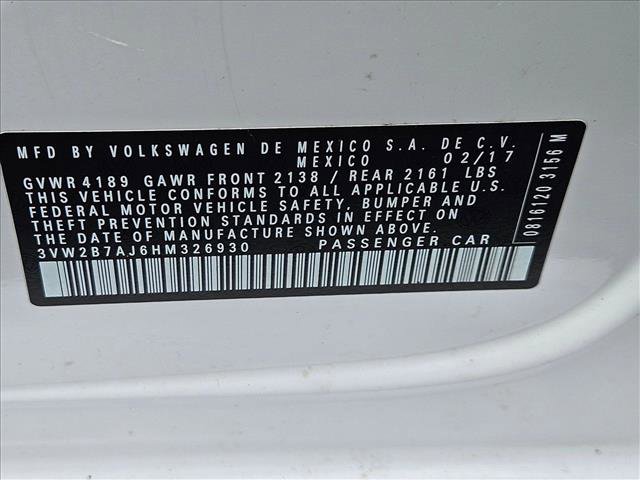 MFD BY VOLKSWAGEN DE MEXICO S.A. DE C.V.
MEXICO 02/17
GVWR 4189 GAWR FRONT 2138 / REAR 2161 LBS
THIS VEHICLE CONFORMS TO ALL APPLICABLE U.S.
FEDERAL MOTOR VEHICLE SAFETY, BUMPER AND
THEFT PREVENTION STANDARDS IN EFFECT ON
THE DATE OF MANUFACTURE SHOWN ABOVE.
3VW2B7AJ6HM326930 PASSENGER CAR
10816120 3156 M